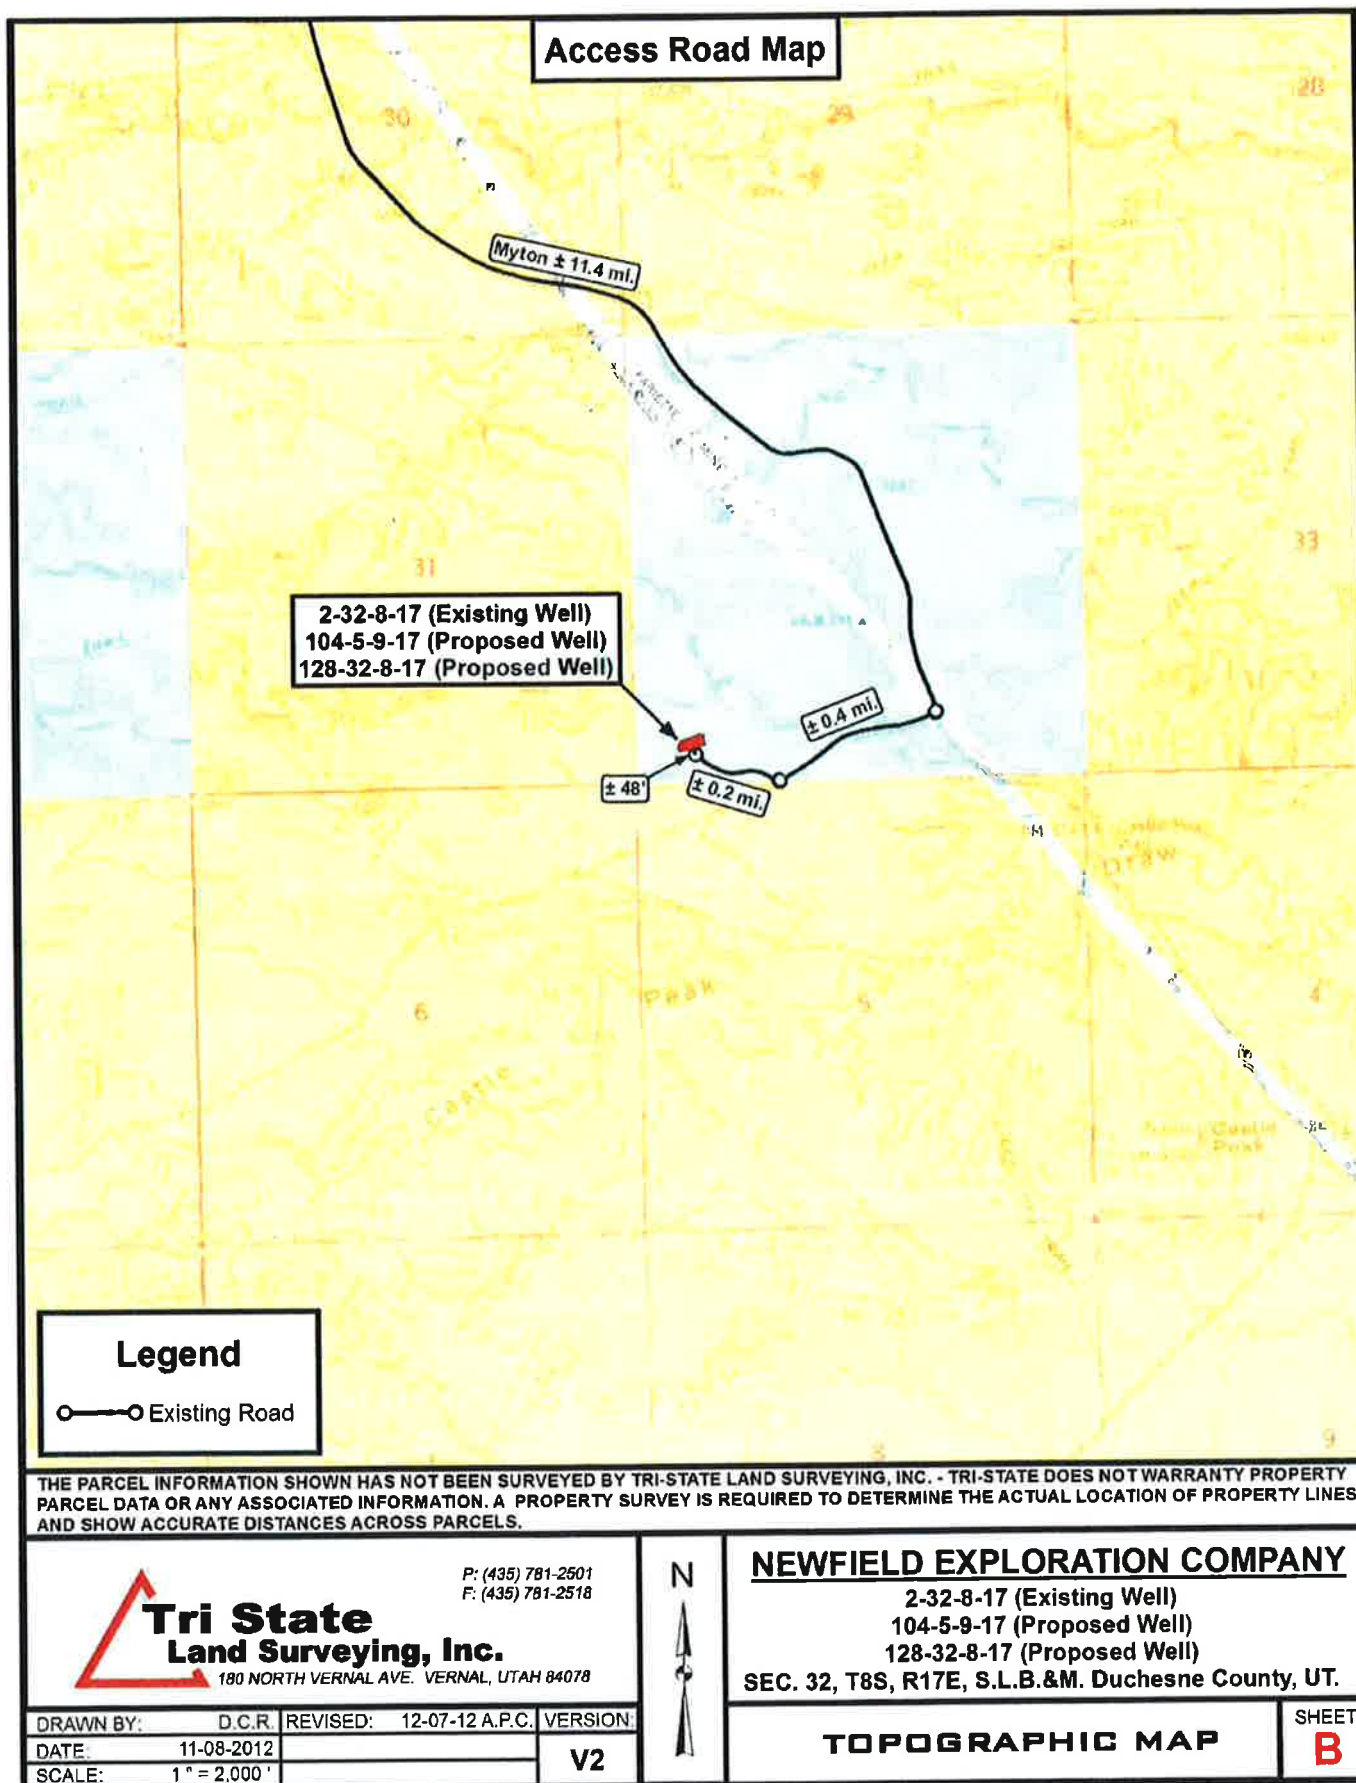 Access Road Map
30
29
28
Myton ± 11.4 mi.
31
33
2-32-8-17 (Existing Well)
104-5-9-17 (Proposed Well)
128-32-8-17 (Proposed Well)
± 0.4 mi.
± 48'
± 0.2 mi.
Draw
6
Peak
5
4
Castle
Castle
Peak
Legend
Existing Road
8
9
THE PARCEL INFORMATION SHOWN HAS NOT BEEN SURVEYED BY TRI-STATE LAND SURVEYING, INC. - TRI-STATE DOES NOT WARRANTY PROPERTY
PARCEL DATA OR ANY ASSOCIATED INFORMATION. A PROPERTY SURVEY IS REQUIRED TO DETERMINE THE ACTUAL LOCATION OF PROPERTY LINES
AND SHOW ACCURATE DISTANCES ACROSS PARCELS.
P: (435) 781-2501
F: (435) 781-2518
Tri State
Land Surveying, Inc.
180 NORTH VERNAL AVE. VERNAL, UTAH 84078
N
NEWFIELD EXPLORATION COMPANY
2-32-8-17 (Existing Well)
104-5-9-17 (Proposed Well)
128-32-8-17 (Proposed Well)
SEC. 32, T8S, R17E, S.L.B.&M. Duchesne County, UT.
DRAWN BY: D.C.R. REVISED: 12-07-12 A.P.C. VERSION:
DATE: 11-08-2012
V2
SCALE: 1 " = 2,000 '
TOPOGRAPHIC MAP
SHEET
B